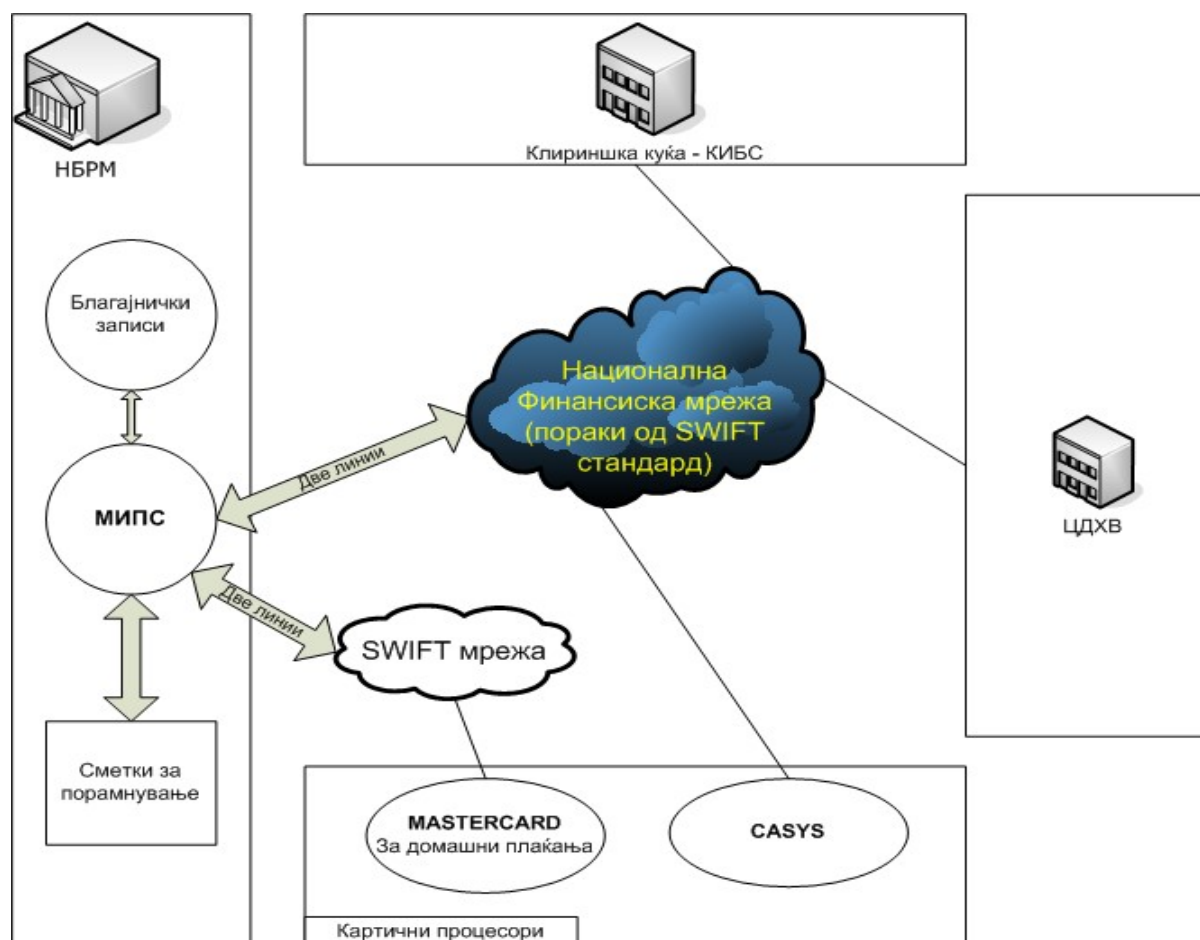 НБРМ
Клириншка куќа - КИБС
Благајнички
записи
Национална
Финансиска мрежа
(пораки од SWIFT
стандард)
Две линии
МИПС
ЦДХВ
Две линии
SWIFT мрежа
Сметки за
порамнување
MASTERCARD
За домашни плаќања
CASYS
Картични процесори